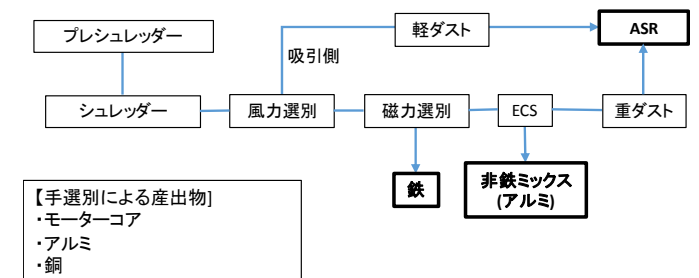 プレシュレッダー
軽ダスト
ASR
吸引側
シュレッダー
風力選別
磁力選別
ECS
重ダスト
鉄
非鉄ミックス
(アルミ)
【手選別による産出物]
・モーターコア
・アルミ
・銅